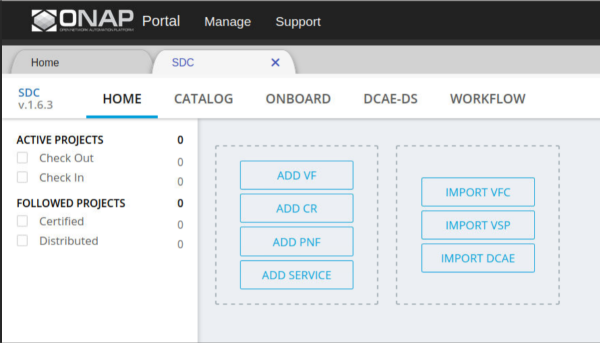 ONAP Portal Manage Support
OPEN NETWORK AUTOMATION PLATFORM
Home SDC ✕
SDC
v.1.6.3
HOME CATALOG ONBOARD DCAE-DS WORKFLOW
ACTIVE PROJECTS 0
Check Out 0
Check In 0
FOLLOWED PROJECTS 0
Certified 0
Distributed 0
ADD VF
ADD CR
ADD PNF
ADD SERVICE
IMPORT VFC
IMPORT VSP
IMPORT DCAE